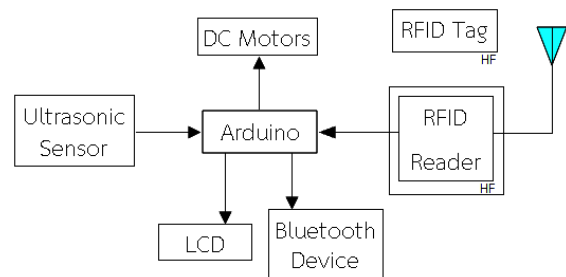 DC Motors
RFID Tag
HF
Ultrasonic
Sensor
Arduino
RFID
Reader
HF
LCD
Bluetooth
Device